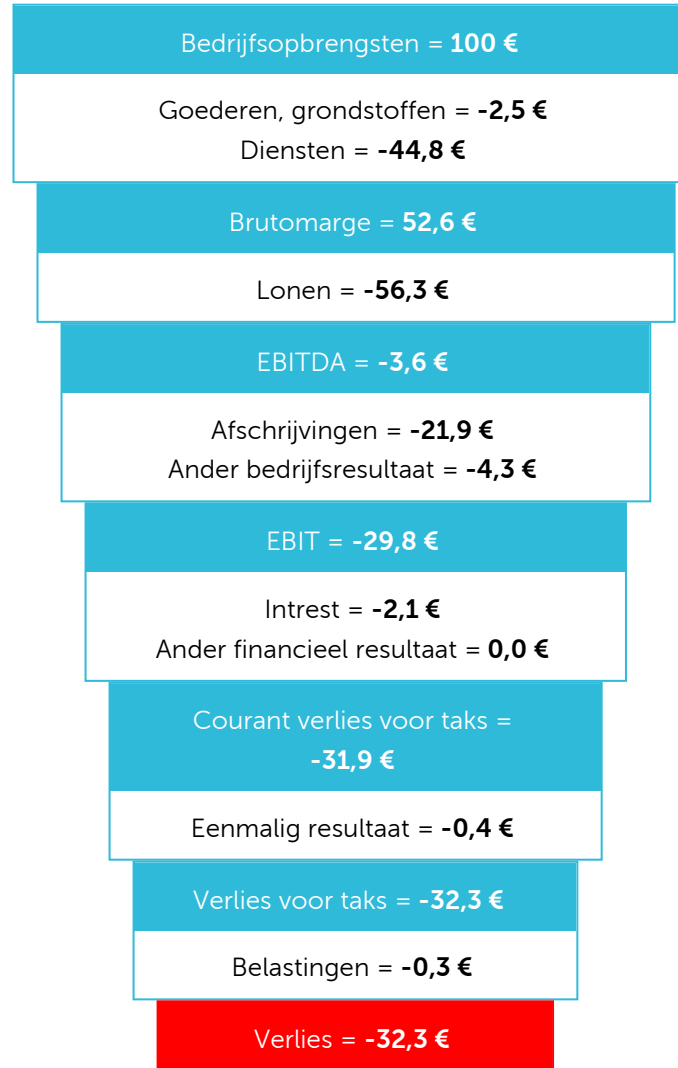 Bedrijfsopbrengsten = 100 €
Goederen, grondstoffen = -2,5 €
Diensten = -44,8 €
Brutomarge = 52,6 €
Lonen = -56,3 €
EBITDA = -3,6 €
Afschrijvingen = -21,9 €
Ander bedrijfsresultaat = -4,3 €
EBIT = -29,8 €
Intrest = -2,1 €
Ander financieel resultaat = 0,0 €
Courant verlies voor taks =
-31,9 €
Eenmalig resultaat = -0,4 €
Verlies voor taks = -32,3 €
Belastingen = -0,3 €
Verlies = -32,3 €